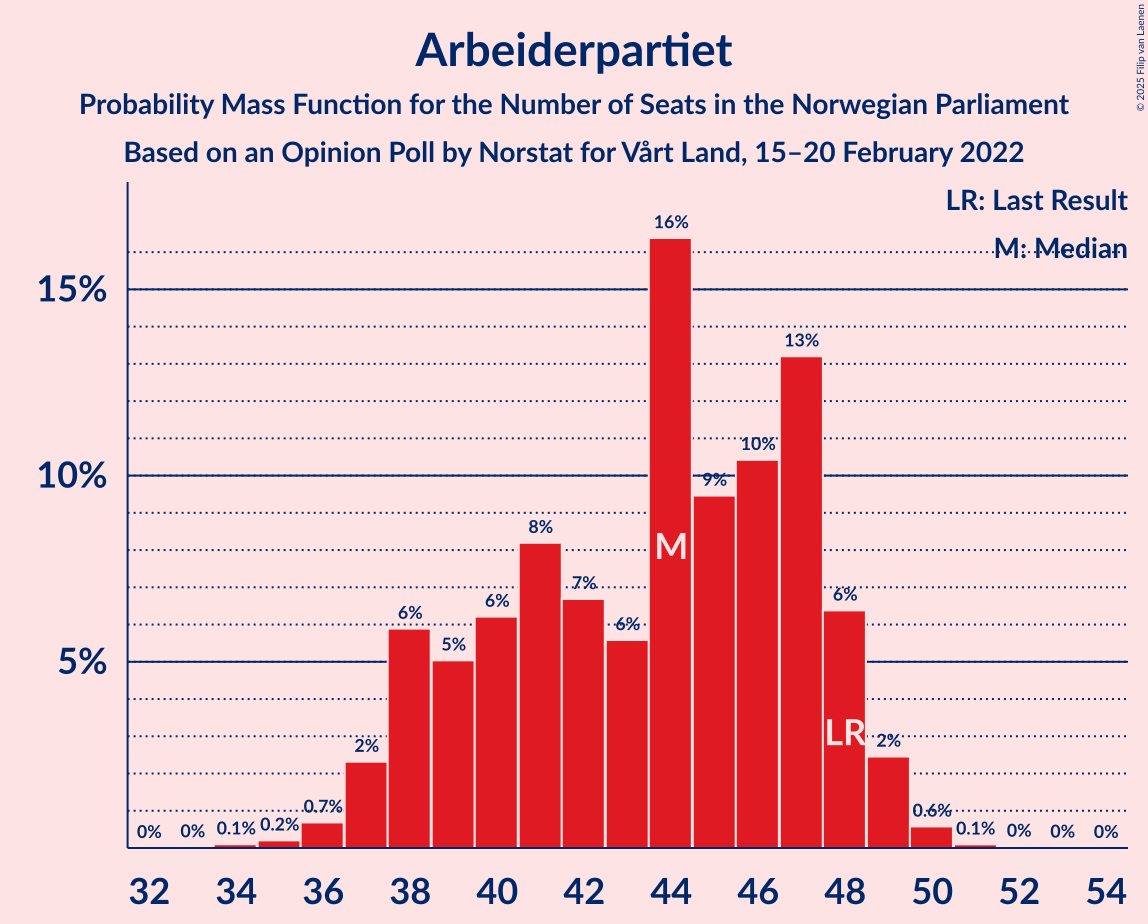 Arbeiderpartiet
Probability Mass Function for the Number of Seats in the Norwegian Parliament
Based on an Opinion Poll by Norstat for Vårt Land, 15–20 February 2022
© 2025 Filip van Laenen
LR: Last Result
M: Median
15%
10%
5%
0% 0% 0.1% 0.2% 0.7% 2% 6% 5% 6% 8% 7% 6% 16% 9% 10% 13% 6% 2% 0.6% 0.1% 0% 0% 0%
M
LR
32 34 36 38 40 42 44 46 48 50 52 54